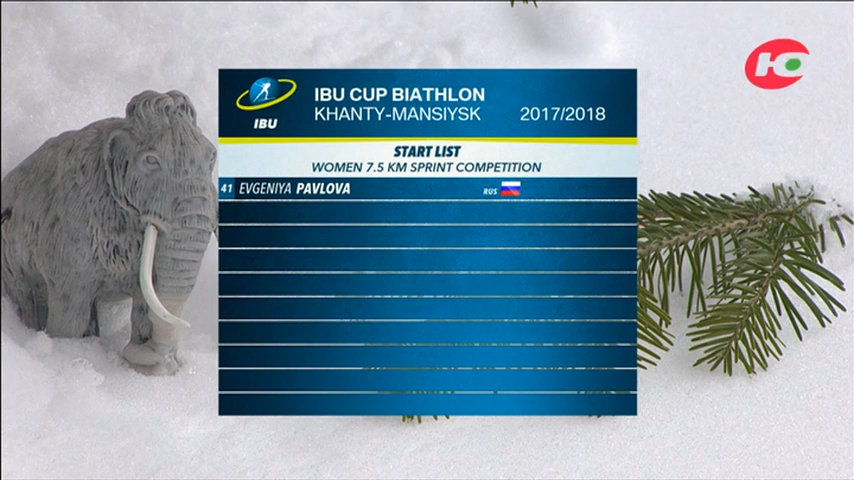 Ю
IBU CUP BIATHLON
KHANTY-MANSIYSK 2017/2018
IBU
START LIST
WOMEN 7.5 KM SPRINT COMPETITION
41 EVGENIYA PAVLOVA RUS